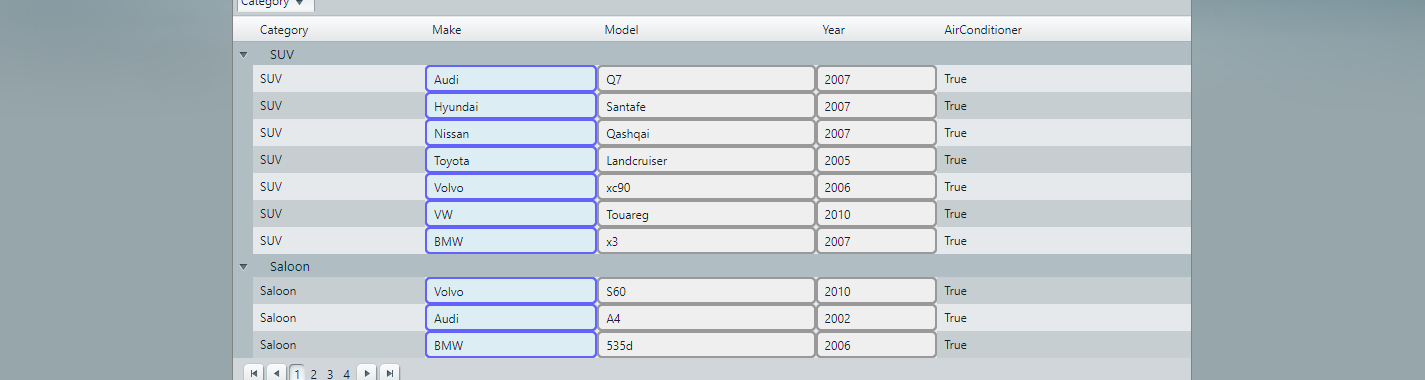 Category ▼
Category Make Model Year AirConditioner
SUV
SUV Audi Q7 2007 True
SUV Hyundai Santafe 2007 True
SUV Nissan Qashqai 2007 True
SUV Toyota Landcruiser 2005 True
SUV Volvo xc90 2006 True
SUV VW Touareg 2010 True
SUV BMW x3 2007 True
Saloon
Saloon Volvo S60 2010 True
Saloon Audi A4 2002 True
Saloon BMW 535d 2006 True
1 2 3 4